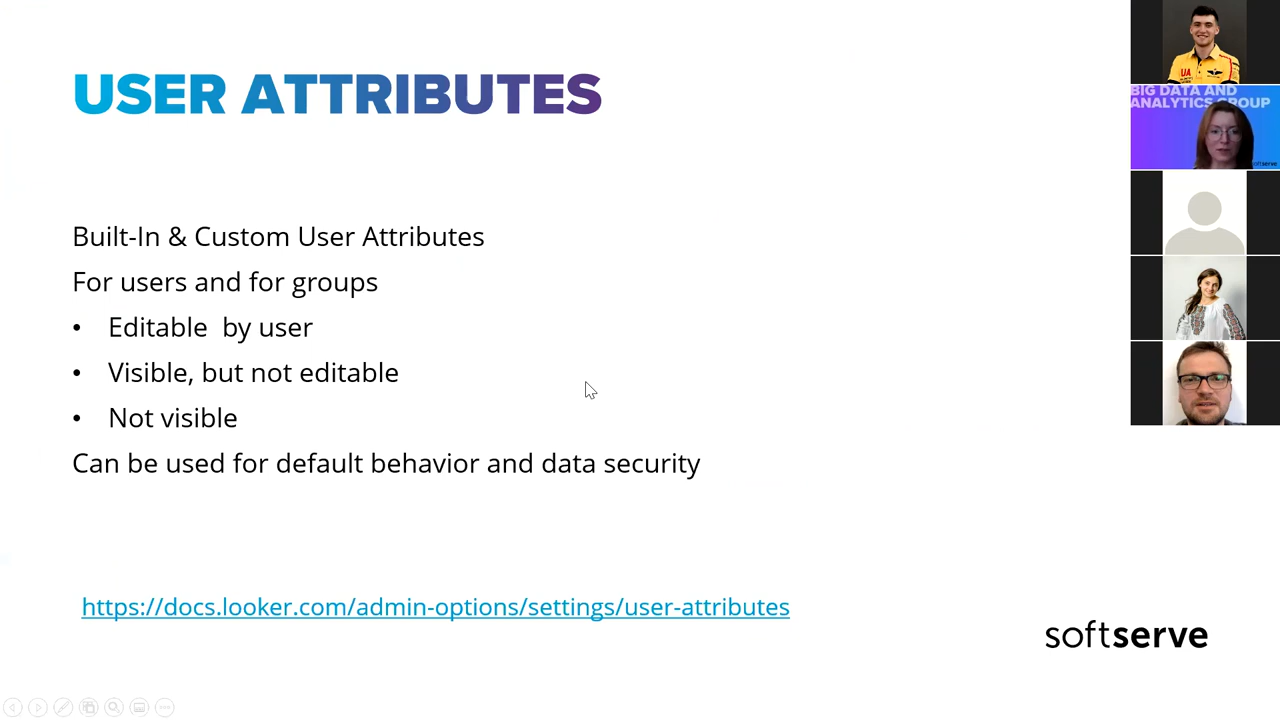 USER ATTRIBUTES
Built-In & Custom User Attributes
For users and for groups
• Editable  by user
• Visible, but not editable
• Not visible
Can be used for default behavior and data security
https://docs.looker.com/admin-options/settings/user-attributes
softserve
UA
BIG DATA AND
ANALYTICS GROUP
softserve